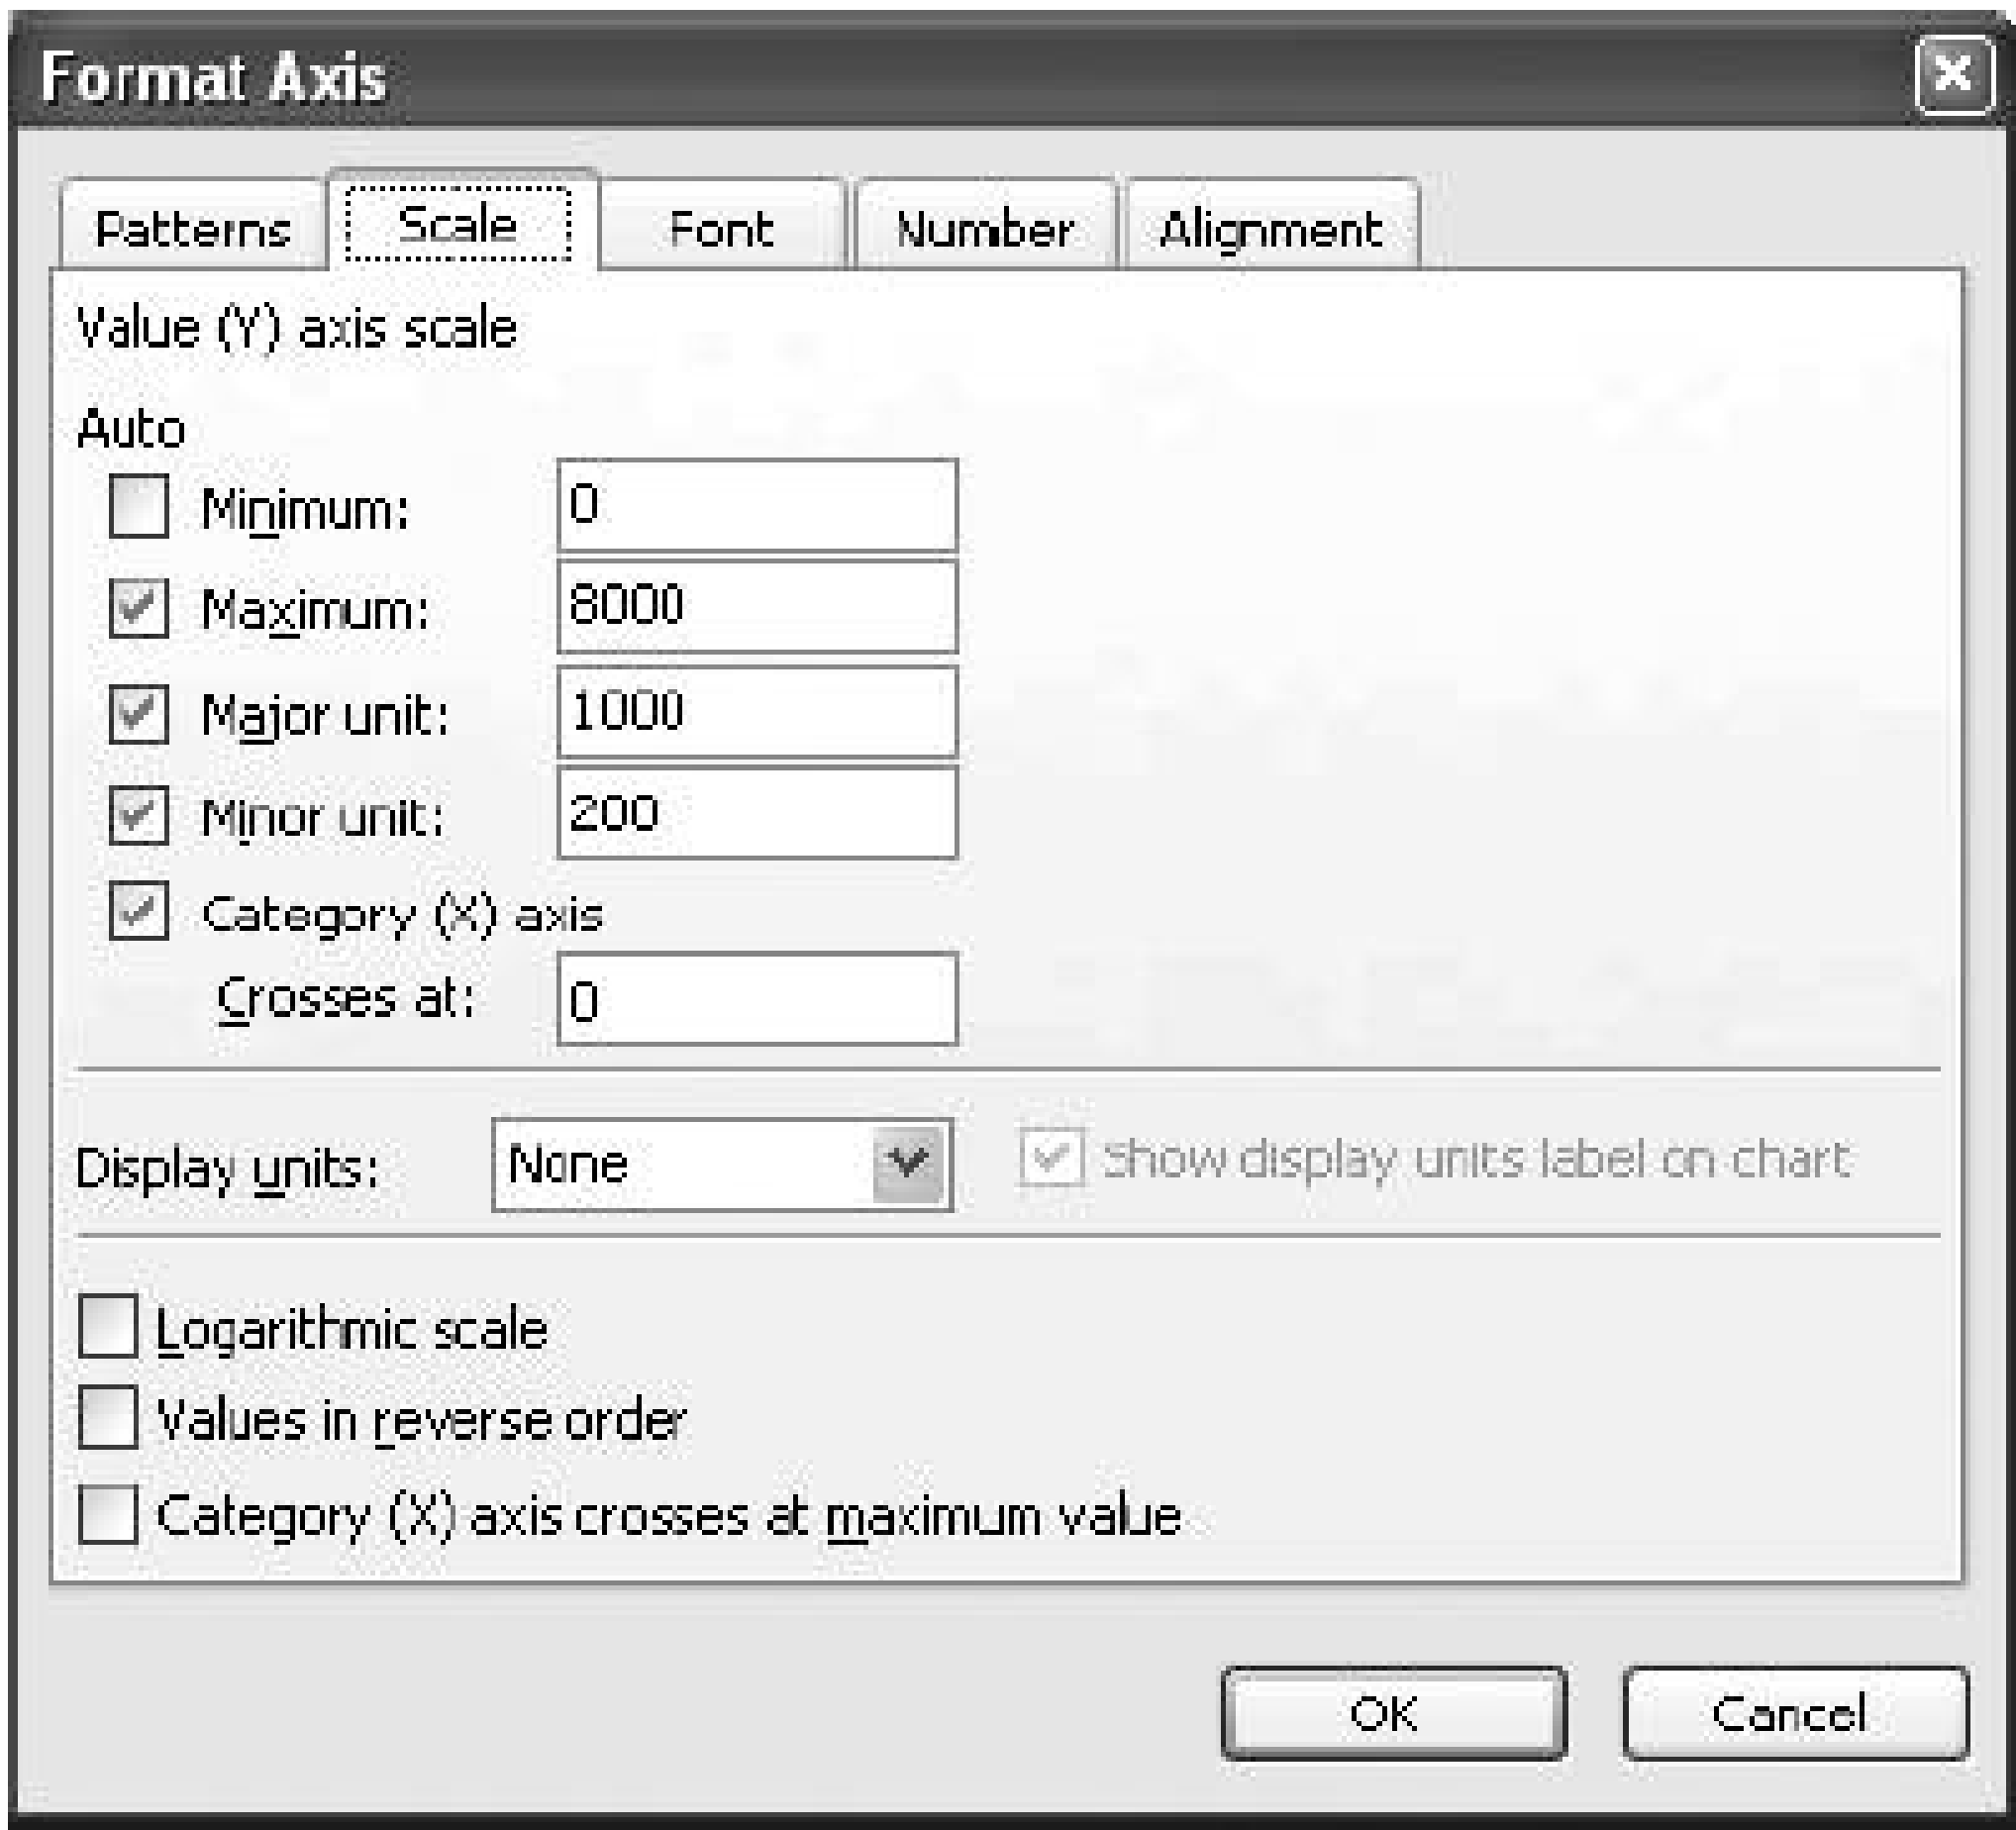 Format Axis
Patterns Scale Font Number Alignment
Value (Y) axis scale
Auto
Minimum: 0
Maximum: 8000
Major unit: 1000
Minor unit: 200
Category (X) axis
Crosses at: 0
Display units: None Show display units label on chart
Logarithmic scale
Values in reverse order
Category (X) axis crosses at maximum value
OK Cancel